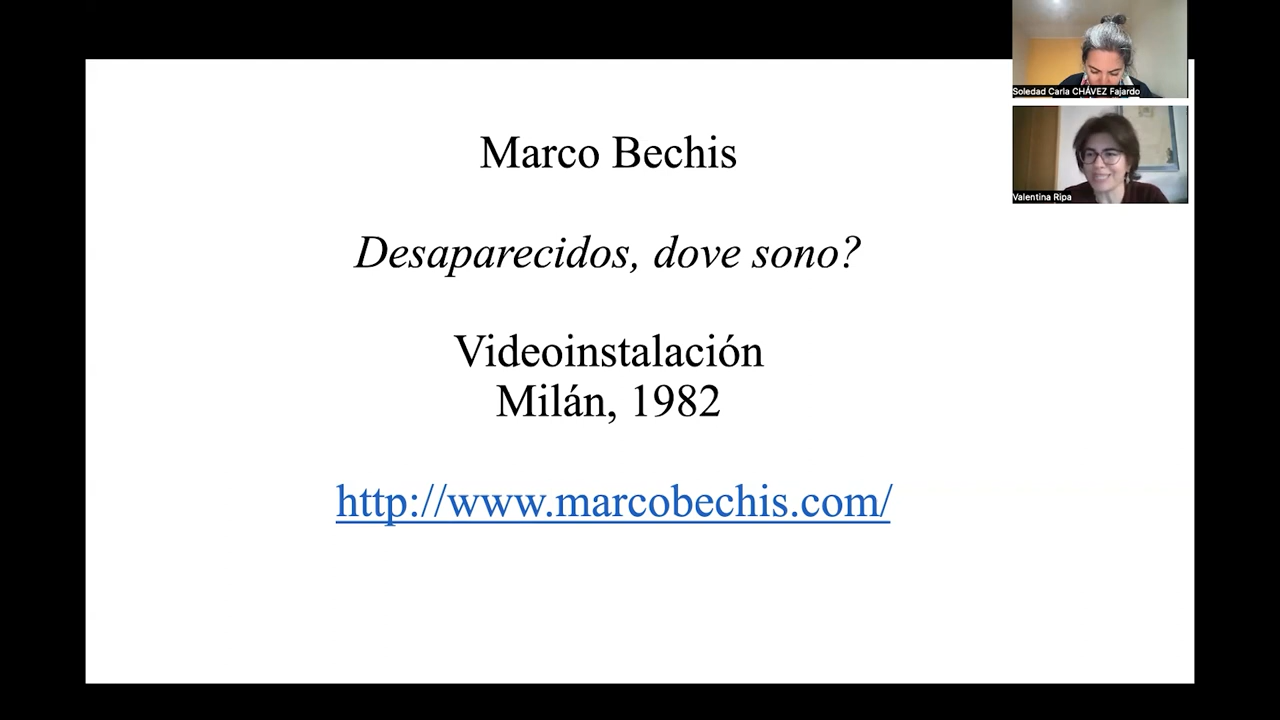 Marco Bechis
Desaparecidos, dove sono?
Videoinstalación
Milán, 1982
http://www.marcobechis.com/
Soledad Carla CHÁVEZ Fajardo
Valentina Ripa